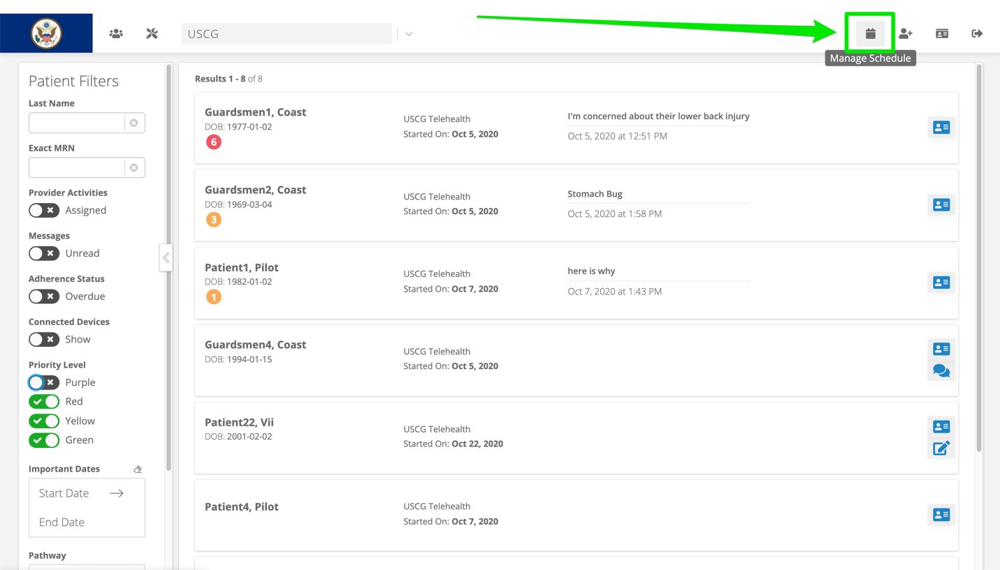 USCG
Manage Schedule
Patient Filters
Last Name
Exact MRN
Provider Activities
Assigned
Messages
Unread
Adherence Status
Overdue
Connected Devices
Show
Priority Level
Purple
Red
Yellow
Green
Important Dates
Start Date
End Date
Pathway
Results 1 - 8 of 8
Guardsmen1, Coast
DOB: 1977-01-02
6
USCG Telehealth
Started On: Oct 5, 2020
I'm concerned about their lower back injury
Oct 5, 2020 at 12:51 PM
Guardsmen2, Coast
DOB: 1969-03-04
3
USCG Telehealth
Started On: Oct 5, 2020
Stomach Bug
Oct 5, 2020 at 1:58 PM
Patient1, Pilot
DOB: 1982-01-02
1
USCG Telehealth
Started On: Oct 7, 2020
here is why
Oct 7, 2020 at 1:43 PM
Guardsmen4, Coast
DOB: 1994-01-15
USCG Telehealth
Started On: Oct 5, 2020
Patient22, Vii
DOB: 2001-02-02
USCG Telehealth
Started On: Oct 22, 2020
Patient4, Pilot
USCG Telehealth
Started On: Oct 7, 2020